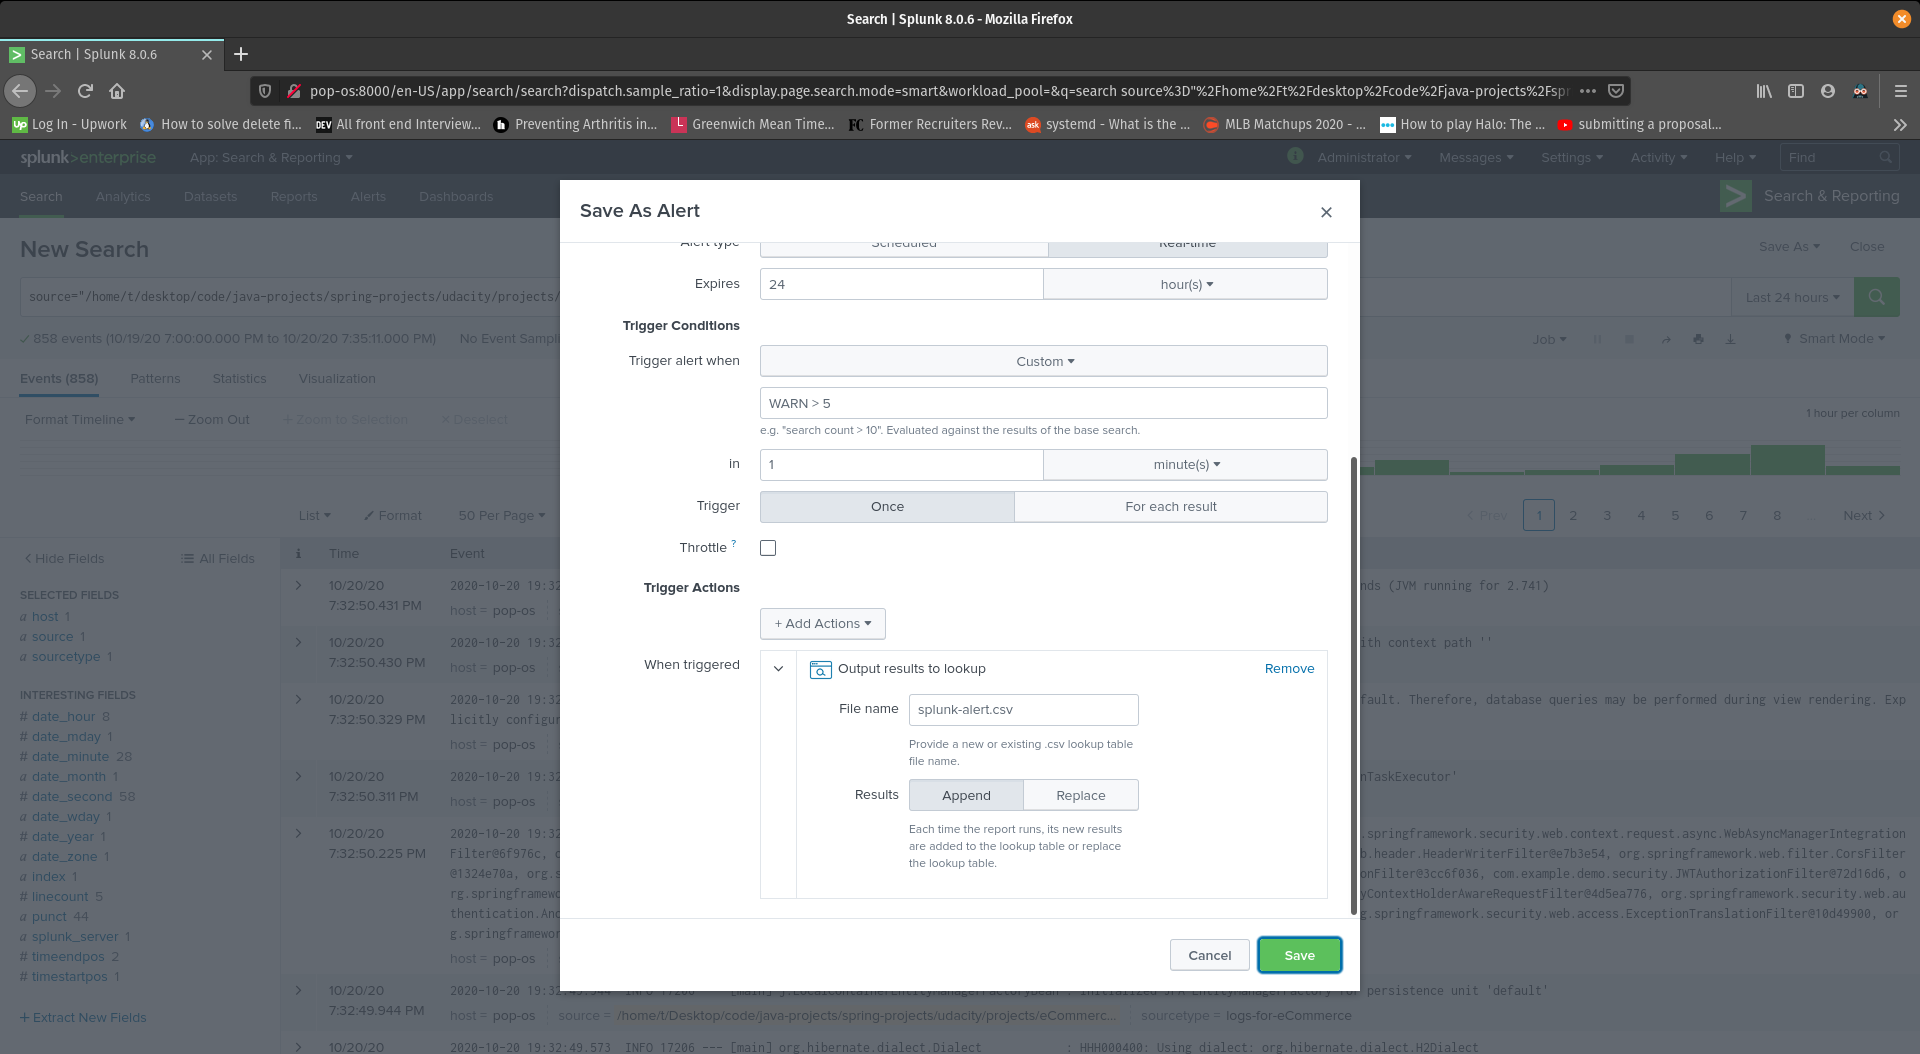 Search | Splunk 8.0.6 - Mozilla Firefox
Search | Splunk 8.0.6
pop-os:8000/en-US/app/search/search?dispatch.sample_ratio=1&display.page.search.mode=smart&workload_pool=&q=search source%3D"%2Fhome%2Ft%2Fdesktop%2Fcode%2Fjava-projects%2Fspr
Log In - Upwork How to solve delete fi... All front end Interview... Preventing Arthritis in... Greenwich Mean Time... Former Recruiters Rev... systemd - What is the ... MLB Matchups 2020 - ... How to play Halo: The ... submitting a proposal...
splunk>enterprise App: Search & Reporting Administrator Messages Settings Activity Help Find
Search Analytics Datasets Reports Alerts Dashboards Search & Reporting
Save As Alert
New Search Save As Close
Alert type Scheduled Real-time
Expires 24 hour(s)
source="/home/t/desktop/code/java-projects/spring-projects/udacity/projects/ Last 24 hours
Trigger Conditions
858 events (10/19/20 7:00:00.000 PM to 10/20/20 7:35:11.000 PM) No Event Sampli Job Smart Mode
Trigger alert when Custom
Events (858) Patterns Statistics Visualization
WARN > 5
Format Timeline — Zoom Out + Zoom to Selection × Deselect 1 hour per column
e.g. "search count > 10". Evaluated against the results of the base search.
in 1 minute(s)
Trigger Once For each result
List Format 50 Per Page < Prev 1 2 3 4 5 6 7 8 ... Next >
Throttle ?
< Hide Fields All Fields i Time Event
Trigger Actions
+ Add Actions
When triggered Output results to lookup Remove
File name splunk-alert.csv
Provide a new or existing .csv lookup table
file name.
Results Append Replace
Each time the report runs, its new results
are added to the lookup table or replace
the lookup table.
Cancel Save
SELECTED FIELDS
a host 1
a source 1
a sourcetype 1
INTERESTING FIELDS
# date_hour 8
# date_mday 1
# date_minute 28
a date_month 1
# date_second 58
a date_wday 1
# date_year 1
a date_zone 1
a index 1
# linecount 5
a punct 44
a splunk_server 1
# timeendpos 2
# timestartpos 1
+ Extract New Fields
10/20/20 2020-10-20 19:32 nds (JVM running for 2.741)
7:32:50.431 PM host = pop-os
10/20/20 2020-10-20 19:32 ith context path ''
7:32:50.430 PM host = pop-os
10/20/20 2020-10-20 19:32 fault. Therefore, database queries may be performed during view rendering. Exp
7:32:50.329 PM licitly configur
host = pop-os
10/20/20 2020-10-20 19:32 nTaskExecutor'
7:32:50.311 PM host = pop-os
10/20/20 2020-10-20 19:32 .springframework.security.web.context.request.async.WebAsyncManagerIntegration
7:32:50.225 PM Filter@6f976c, o b.header.HeaderWriterFilter@e7b3e54, org.springframework.web.filter.CorsFilter
@1324e70a, org.s onFilter@3cc6f036, com.example.demo.security.JWTAuthorizationFilter@72d16d6, o
rg.springframewo yContextHolderAwareRequestFilter@4d5ea776, org.springframework.security.web.au
thentication.Ano g.springframework.security.web.access.ExceptionTranslationFilter@10d49900, or
g.springframewor
host = pop-os
10/20/20 2020-10-20 19:32:49.944 INFO 17206 --- [main] j.LocalContainerEntityManagerFactoryBean : Initialized JPA EntityManagerFactory for persistence unit 'default'
7:32:49.944 PM host = pop-os source = /home/t/Desktop/code/java-projects/spring-projects/udacity/projects/eCommerc... sourcetype = logs-for-eCommerce
10/20/20 2020-10-20 19:32:49.573 INFO 17206 --- [main] org.hibernate.dialect.Dialect : HHH000400: Using dialect: org.hibernate.dialect.H2Dialect